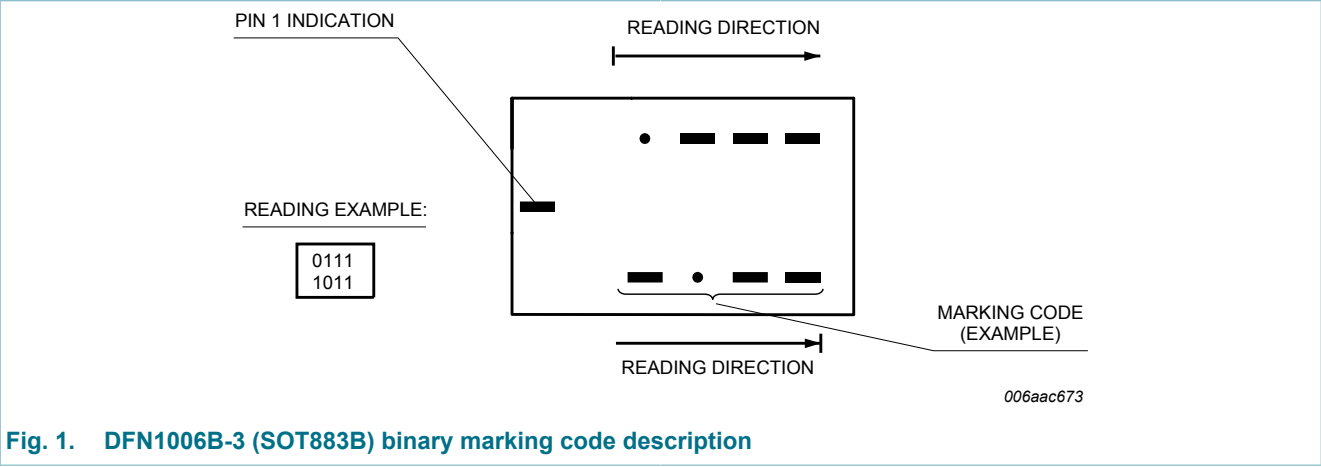 PIN 1 INDICATION
READING DIRECTION
READING EXAMPLE:
0111
1011
MARKING CODE
(EXAMPLE)
READING DIRECTION
006aac673
Fig. 1. DFN1006B-3 (SOT883B) binary marking code description